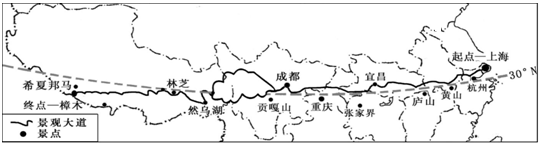 起点—上海
30°N
希夏邦马
林芝
成都
宜昌
杭州
黄山
庐山
终点—樟木
然乌湖
贡嘎山
重庆
张家界
景观大道
景点